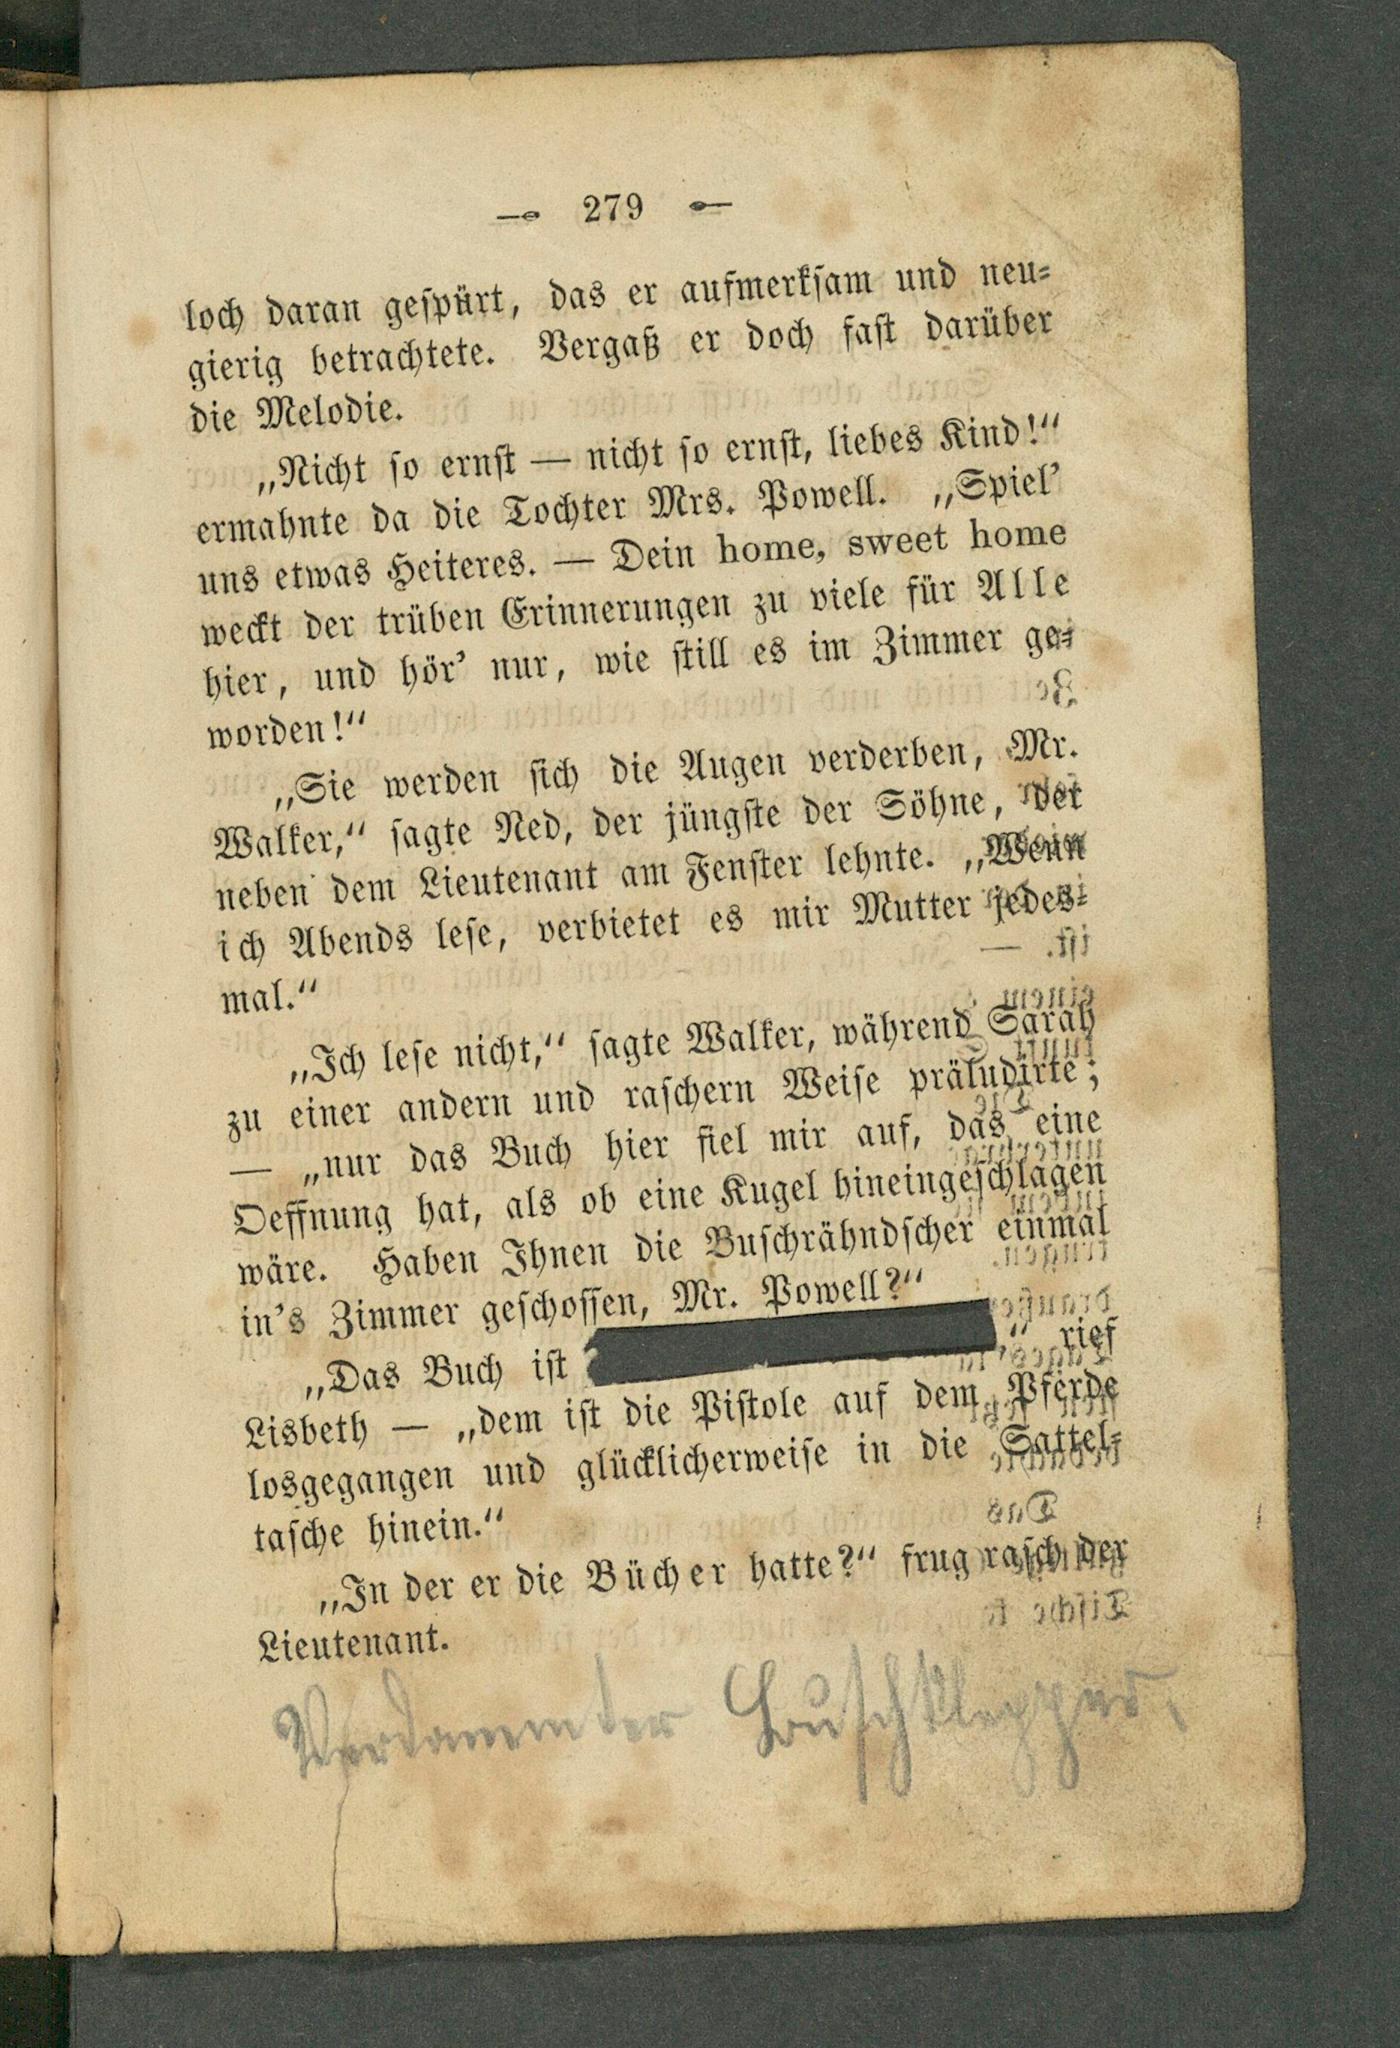 279
loch daran gespürt, das er aufmerksam und neu-
gierig betrachtete. Vergaß er doch fast darüber
die Melodie.
„Nicht so ernst — nicht so ernst, liebes Kind!“
ermahnte da die Tochter Mrs. Powell. „Spiel’
uns etwas Heiteres. — Dein home, sweet home
weckt der trüben Erinnerungen zu viele für Alle
hier, und hör’ nur, wie still es im Zimmer ge-
worden!“
„Sie werden sich die Augen verderben, Mr.
Walker,“ sagte Ned, der jüngste der Söhne, der
neben dem Lieutenant am Fenster lehnte. „Wenn
ich Abends lese, verbietet es mir Mutter jedes-
mal.“
„Ich lese nicht,“ sagte Walker, während Sarah
zu einer andern und raschern Weise präludirte;
— „nur das Buch hier fiel mir auf, das eine
Oeffnung hat, als ob eine Kugel hineingeschlagen
wäre. Haben Ihnen die Buschrähndscher einmal
in’s Zimmer geschossen, Mr. Powell?“
„Das Buch ist “ rief
Lisbeth — „dem ist die Pistole auf dem Pferde
losgegangen und glücklicherweise in die Sattel-
tasche hinein.“
„In der er die Bücher hatte?“ frug rasch der
Lieutenant.
Verdammter Buschklepper.